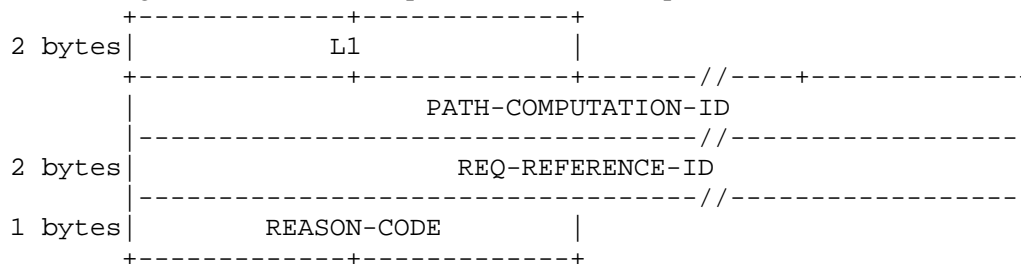 +-------------+-------------+
2 bytes| L1 |
+-------------+-------------+-------//----+-------------
| PATH-COMPUTATION-ID
|----------------------------------//------------------
2 bytes| REQ-REFERENCE-ID
|----------------------------------//------------------
1 bytes| REASON-CODE |
+-------------+-------------+